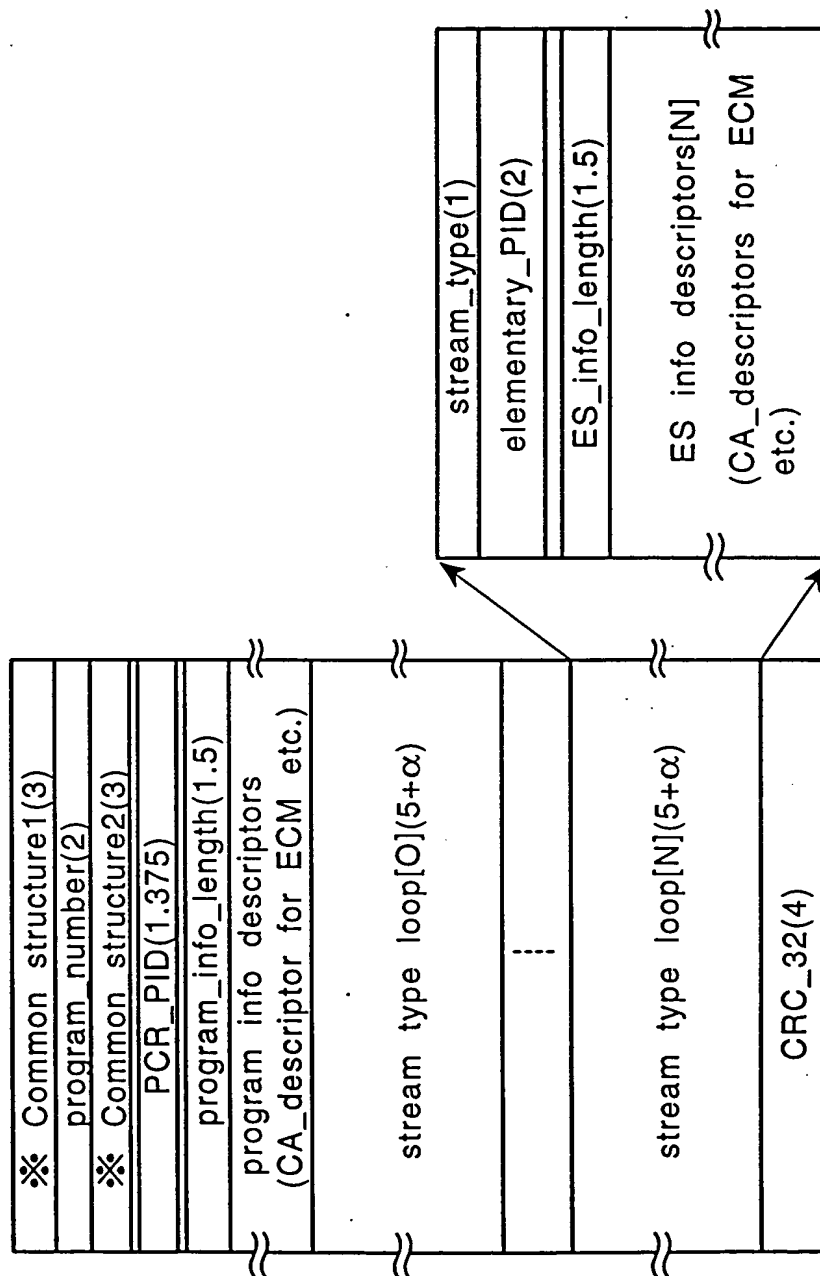 ※ Common structure1(3)
program_number(2)
※ Common structure2(3)
PCR_PID(1.375)
program_info_length(1.5)
program info descriptors
(CA_descriptor for ECM etc.)
stream type loop[O](5+α)
stream type loop[N](5+α)
CRC_32(4)
stream_type(1)
elementary_PID(2)
ES_info_length(1.5)
ES info descriptors[N]
(CA_descriptors for ECM
etc.)